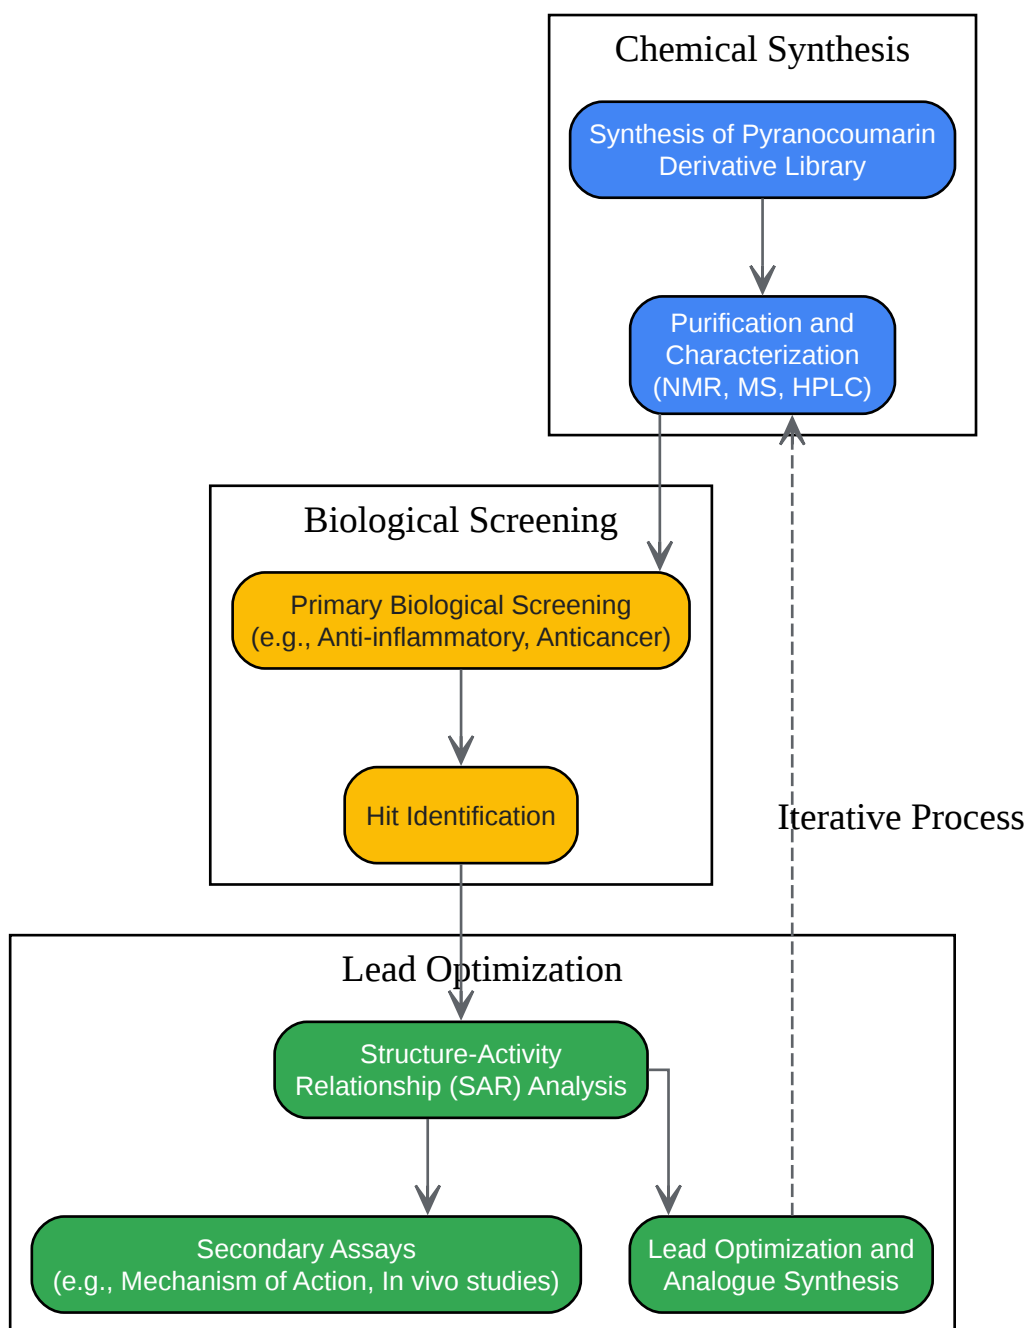 Chemical Synthesis
Synthesis of Pyranocoumarin
Derivative Library
Purification and
Characterization
(NMR, MS, HPLC)
Biological Screening
Primary Biological Screening
(e.g., Anti-inflammatory, Anticancer)
Hit Identification
Iterative Process
Lead Optimization
Structure-Activity
Relationship (SAR) Analysis
Secondary Assays
(e.g., Mechanism of Action, In vivo studies)
Lead Optimization and
Analogue Synthesis